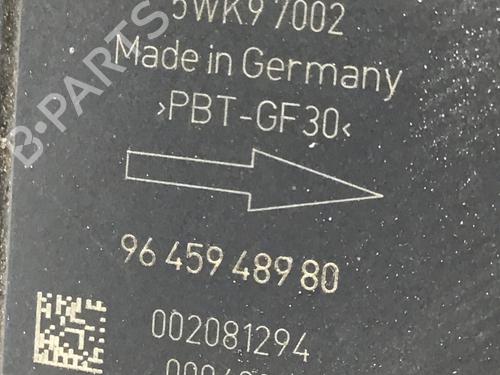 5WK9 7002
Made in Germany
›PBT-GF30‹
96 459 489 80
002081294
B-PARTS